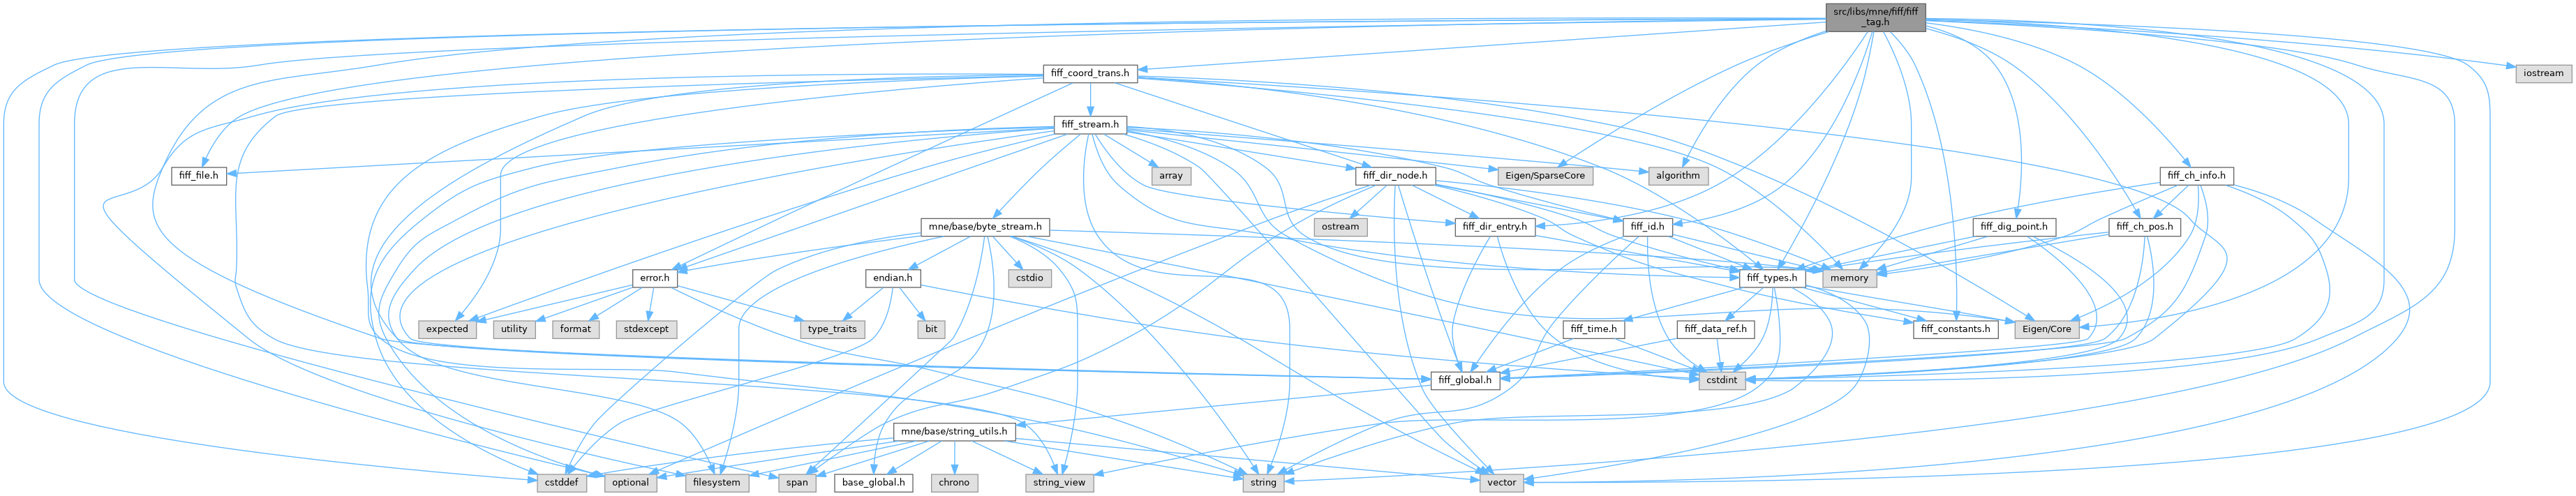 src/libs/mne/fiff/fiff
_tag.h
fiff_coord_trans.h
iostream
fiff_stream.h
fiff_file.h
array
Eigen/SparseCore
algorithm
fiff_dir_node.h
fiff_ch_info.h
mne/base/byte_stream.h
ostream
fiff_dir_entry.h
fiff_id.h
fiff_dig_point.h
fiff_ch_pos.h
error.h
endian.h
cstdio
fiff_types.h
memory
expected
utility
format
stdexcept
type_traits
bit
fiff_time.h
fiff_data_ref.h
fiff_constants.h
Eigen/Core
fiff_global.h
cstdint
mne/base/string_utils.h
cstddef
optional
filesystem
span
base_global.h
chrono
string_view
string
vector